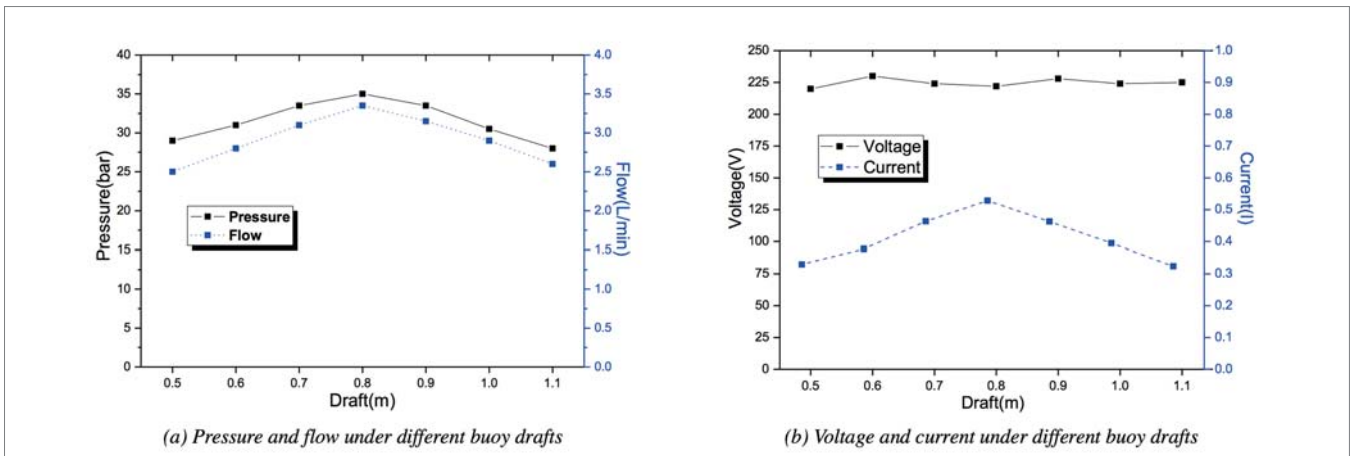 40
35
30
25
20
15
10
5
0
Pressure(bar)
4.0
3.5
3.0
2.5
2.0
1.5
1.0
0.5
0.0
Flow(L/min)
Pressure
Flow
0.5 0.6 0.7 0.8 0.9 1.0 1.1
Draft(m)
(a) Pressure and flow under different buoy drafts
250
225
200
175
150
125
100
75
50
25
0
Voltage(V)
1.0
0.9
0.8
0.7
0.6
0.5
0.4
0.3
0.2
0.1
0.0
Current(I)
Voltage
Current
0.5 0.6 0.7 0.8 0.9 1.0 1.1
Draft(m)
(b) Voltage and current under different buoy drafts